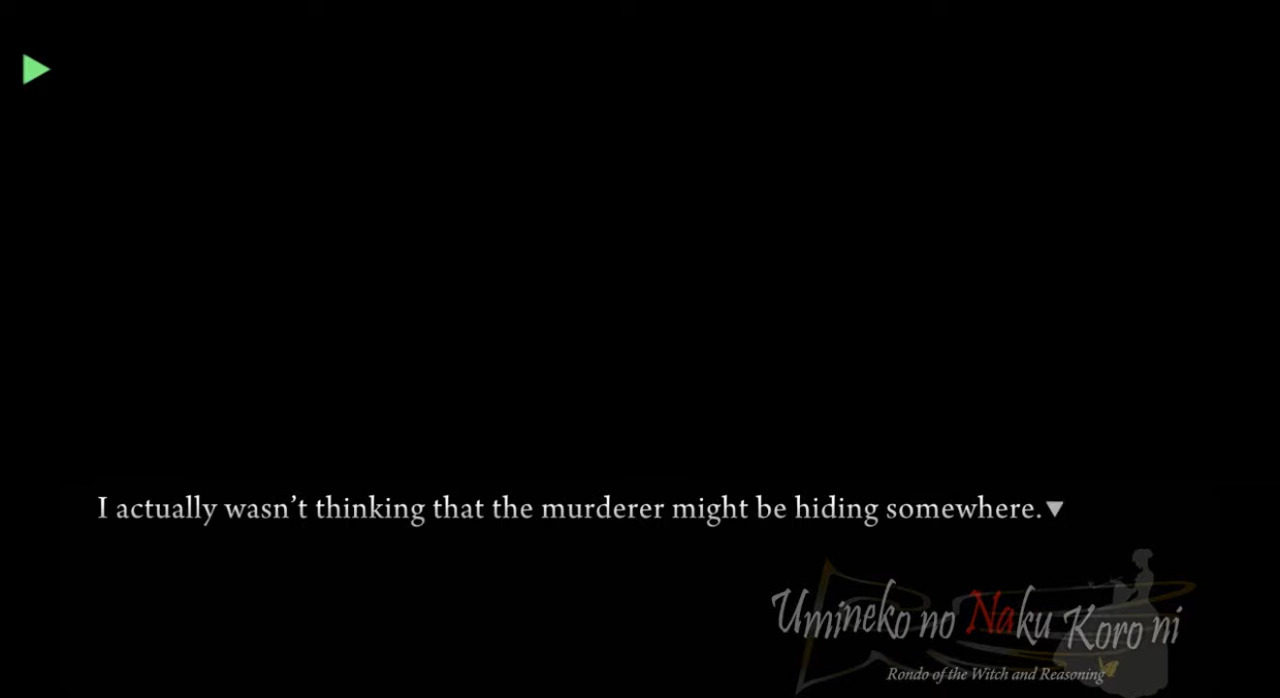 I actually wasn’t thinking that the murderer might be hiding somewhere.
Umineko no Naku Koro ni
Rondo of the Witch and Reasoning